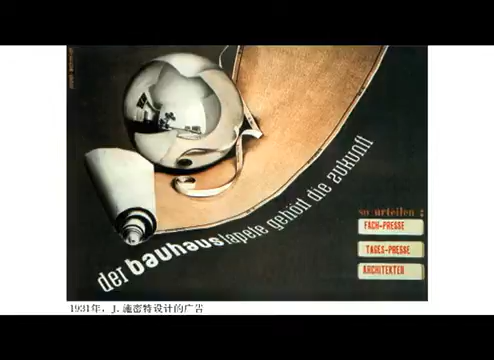 der bauhaus tapete gehört die zukunft
so urteilen :
FACH-PRESSE
TAGES-PRESSE
ARCHITEKTEN
1931年，J.施密特设计的广告